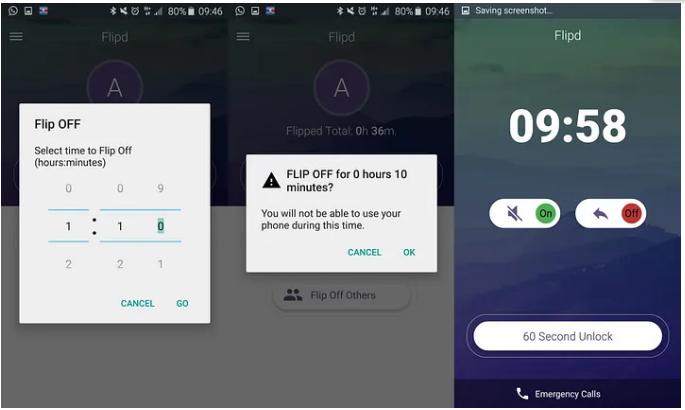 80% 09:46
Flipd
A
Flip OFF
Select time to Flip Off
(hours:minutes)
0 0 9
1 : 1 0
2 2 1
CANCEL GO
80% 09:46
Flipd
A
Flipped Total: 0h 36m.
FLIP OFF for 0 hours 10
minutes?
You will not be able to use your
phone during this time.
CANCEL OK
Flip Off Others
Saving screenshot...
Flipd
09:58
On Off
60 Second Unlock
Emergency Calls